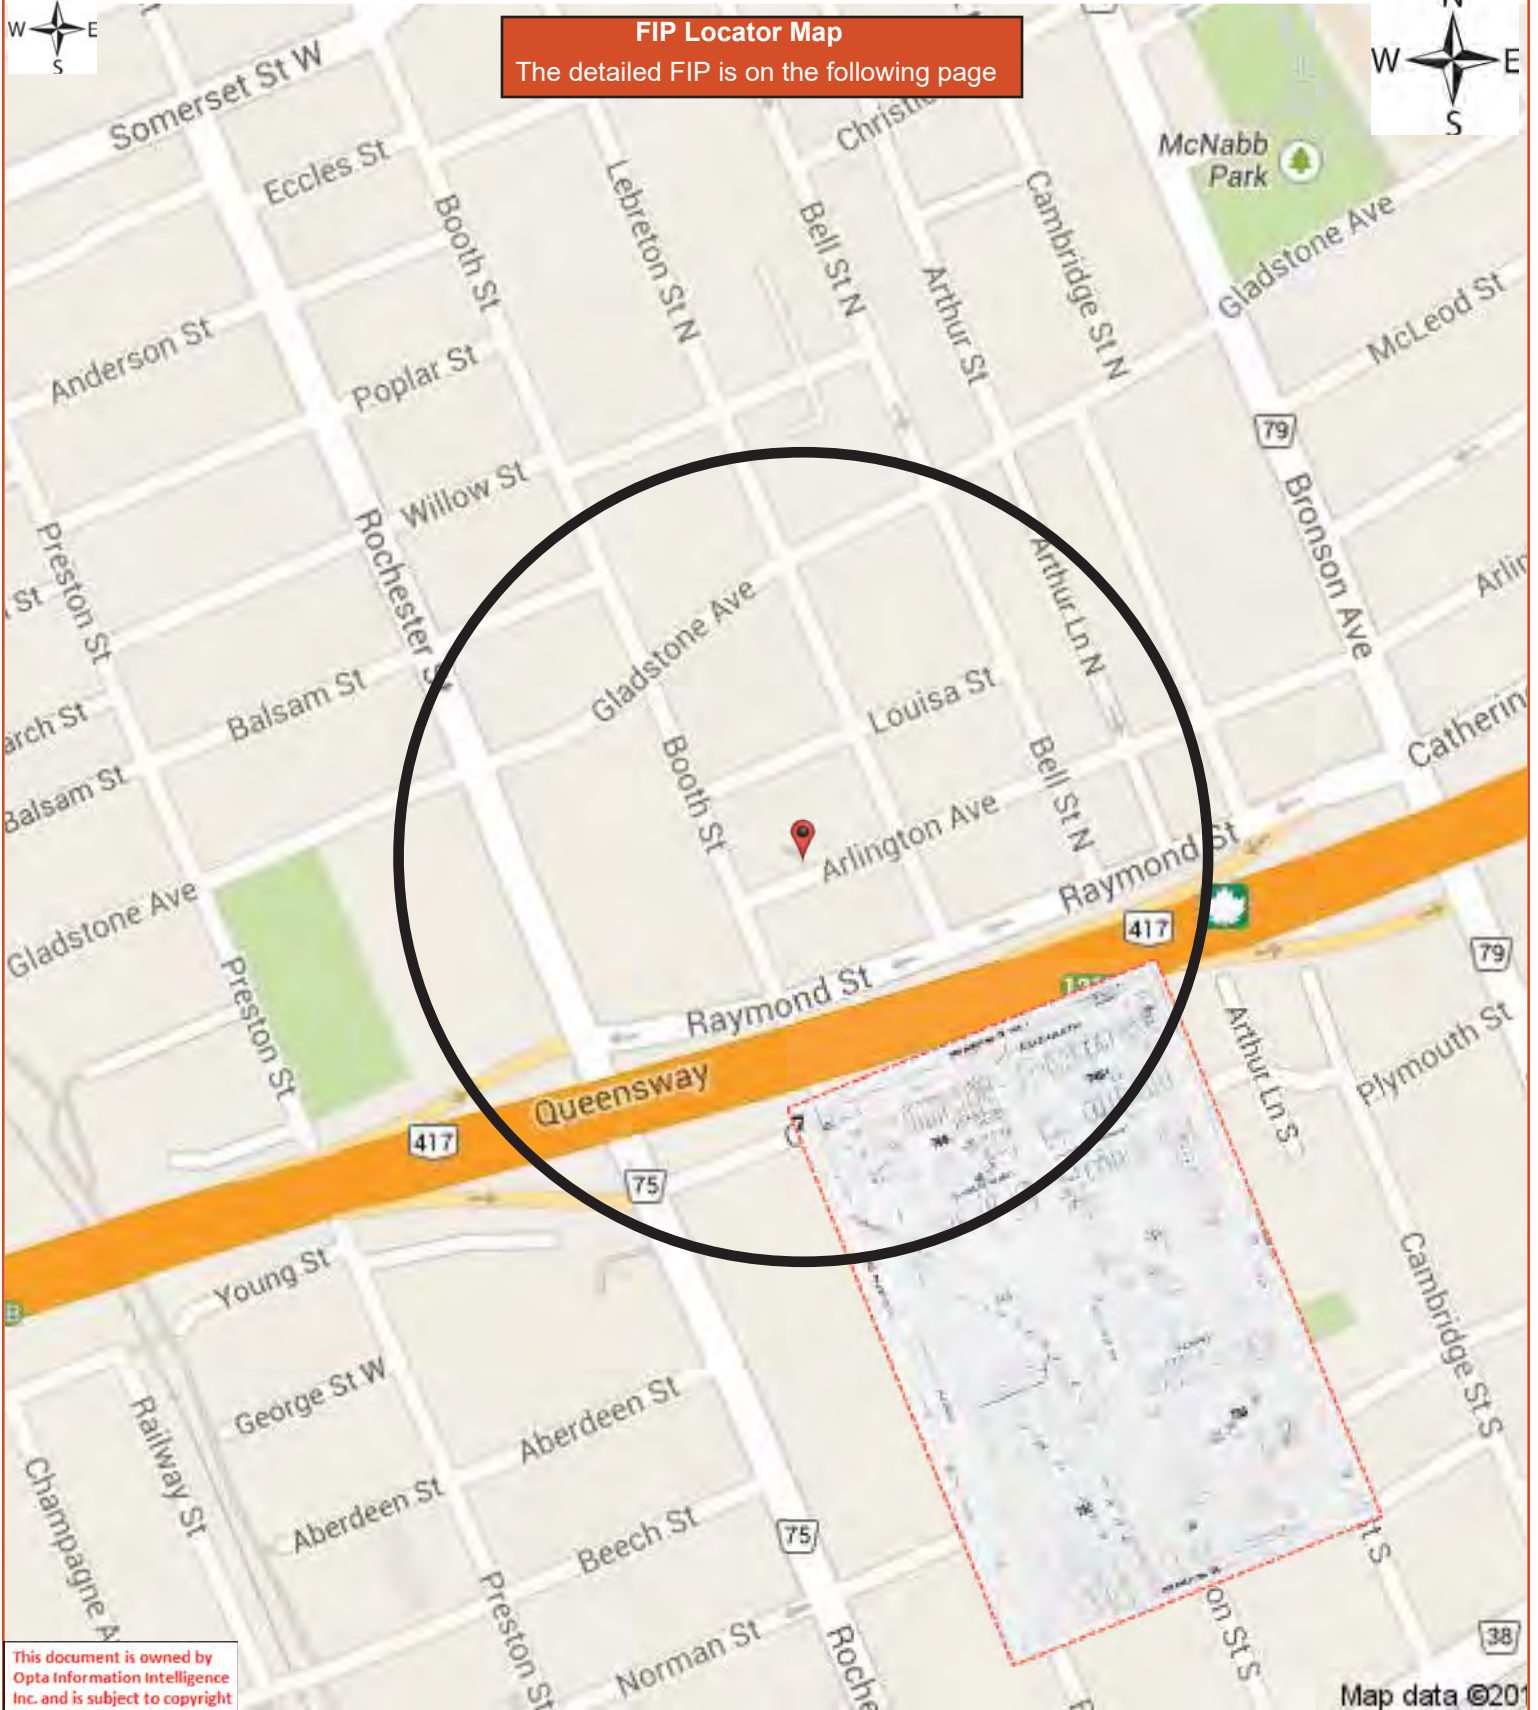 W E
S
FIP Locator Map
The detailed FIP is on the following page
N
W E
S
Somerset St W
Eccles St
Christie
McNabb
Park
Booth St
Lebreton St N
Bell St N
Cambridge St N
Arthur St
Gladstone Ave
McLeod St
Anderson St
Poplar St
79
Willow St
Rochester St
Preston St
Bronson Ave
Arthur Ln N
St
Gladstone Ave
Balsam St
Louisa St
Balsam St
Booth St
Bell St N
Arlington Ave
Raymond St
Gladstone Ave
417
79
Preston St
Raymond St
Queensway
417
75
Arthur Ln S
Plymouth St
Young St
Cambridge St S
George St W
Aberdeen St
Railway St
Champagne A
Aberdeen St
Beech St
75
Preston St
Norman St
Roche
on St S
t S
38
This document is owned by
Opta Information Intelligence
Inc. and is subject to copyright
Map data ©201